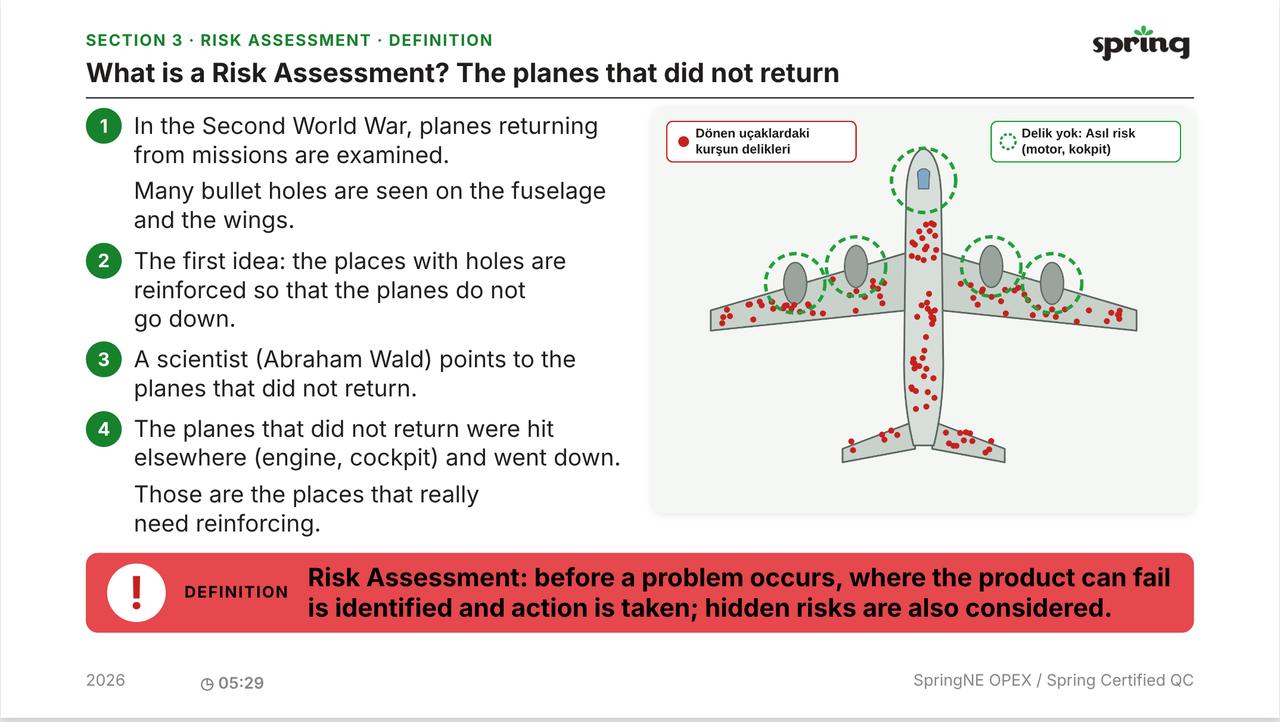 SECTION 3 · RISK ASSESSMENT · DEFINITION
spring
What is a Risk Assessment? The planes that did not return
1
In the Second World War, planes returning
from missions are examined.
Many bullet holes are seen on the fuselage
and the wings.
2
The first idea: the places with holes are
reinforced so that the planes do not
go down.
3
A scientist (Abraham Wald) points to the
planes that did not return.
4
The planes that did not return were hit
elsewhere (engine, cockpit) and went down.
Those are the places that really
need reinforcing.
Dönen uçaklardaki
kurşun delikleri
Delik yok: Asıl risk
(motor, kokpit)
!
DEFINITION
Risk Assessment: before a problem occurs, where the product can fail
is identified and action is taken; hidden risks are also considered.
2026
05:29
SpringNE OPEX / Spring Certified QC